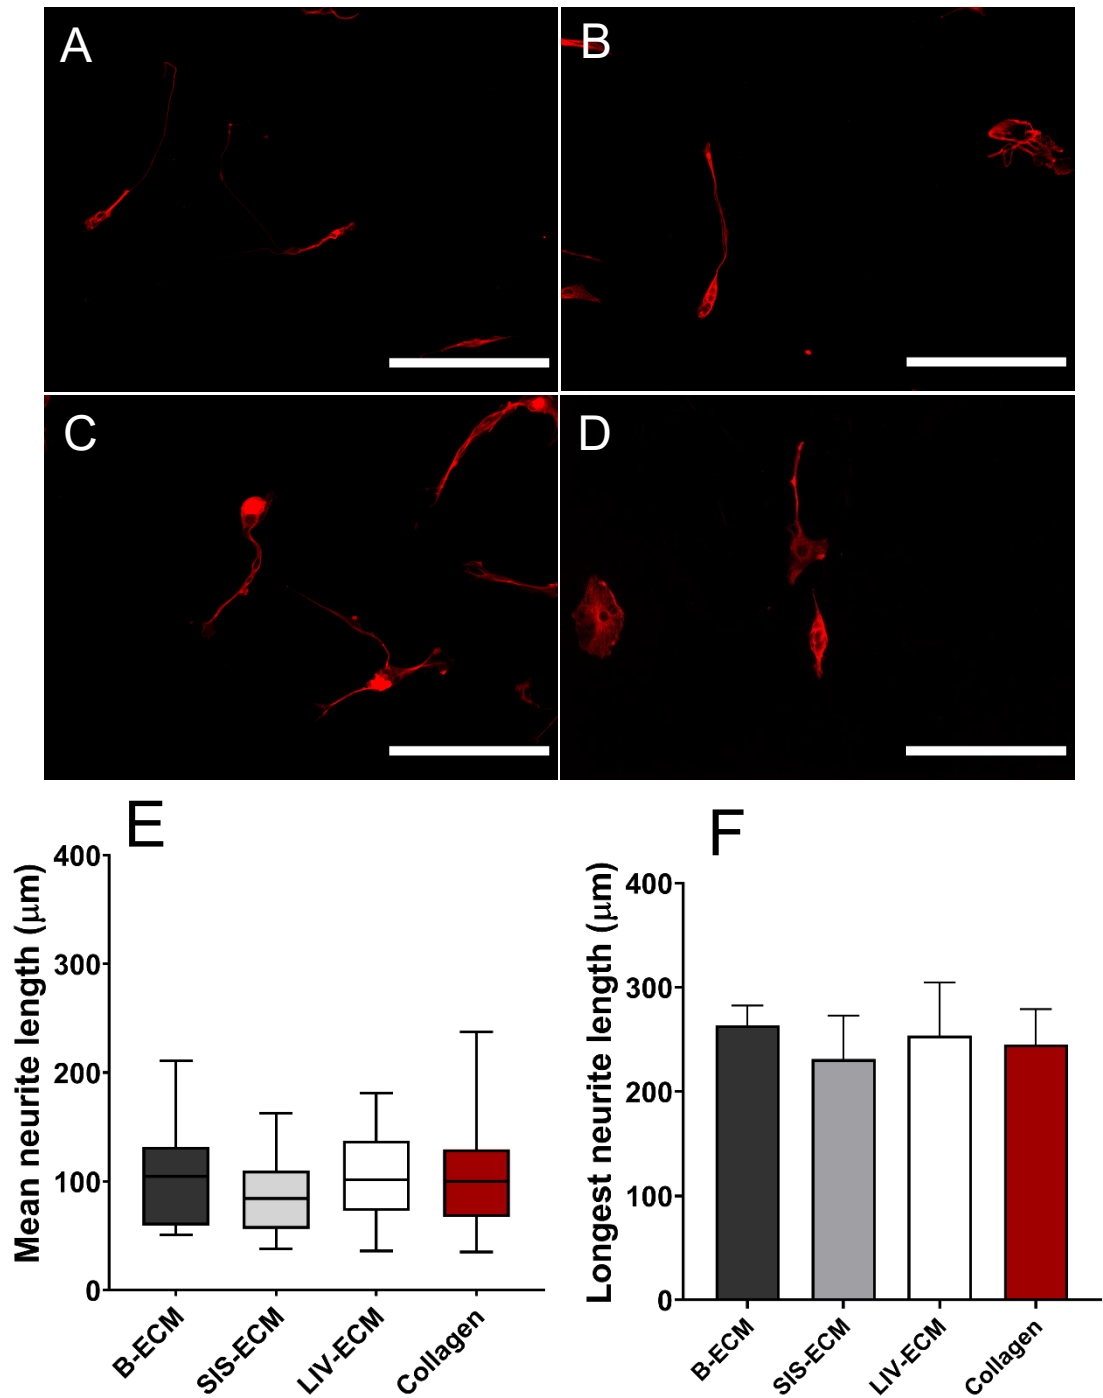 A
B
C
D
E
Mean neurite length (μm)
400
300
200
100
0
B-ECM
SIS-ECM
LIV-ECM
Collagen
F
Longest neurite length (μm)
400
300
200
100
0
B-ECM
SIS-ECM
LIV-ECM
Collagen